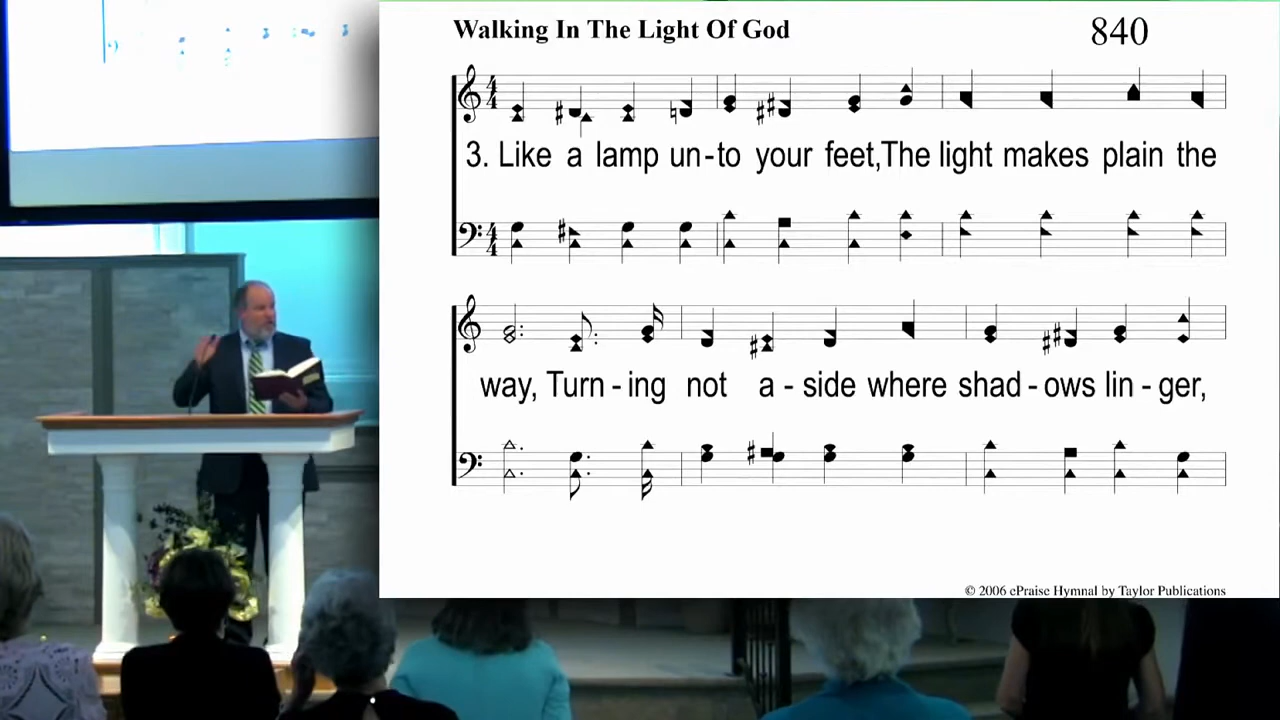 Walking In The Light Of God
840
3. Like a lamp un-to your feet,The light makes plain the
way, Turn - ing not a - side where shad - ows lin - ger,
© 2006 ePraise Hymnal by Taylor Publications